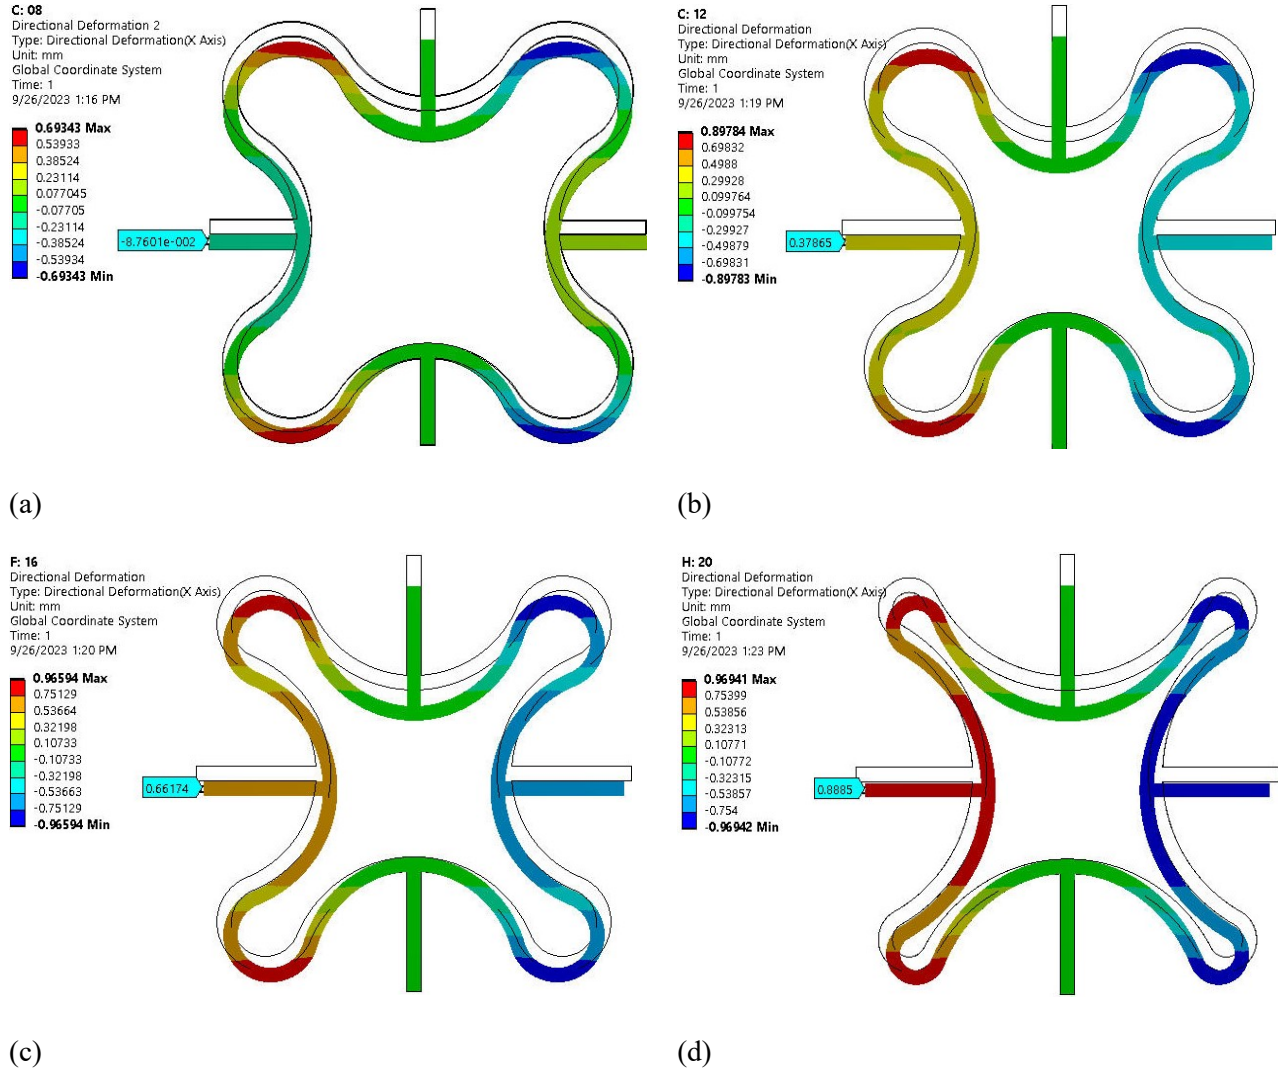 C: 08
Directional Deformation 2
Type: Directional Deformation(X Axis)
Unit: mm
Global Coordinate System
Time: 1
9/26/2023 1:16 PM
0.69343 Max
0.53933
0.38524
0.23114
0.077045
-0.07705
-0.23114
-0.38524
-0.53934
-0.69343 Min
-8.7601e-002
(a)
C: 12
Directional Deformation
Type: Directional Deformation(X Axis)
Unit: mm
Global Coordinate System
Time: 1
9/26/2023 1:19 PM
0.89784 Max
0.69832
0.4988
0.29928
0.099764
-0.099754
-0.29927
-0.49879
-0.69831
-0.89783 Min
0.37865
(b)
F: 16
Directional Deformation
Type: Directional Deformation(X Axis)
Unit: mm
Global Coordinate System
Time: 1
9/26/2023 1:20 PM
0.96594 Max
0.75129
0.53664
0.32198
0.10733
-0.10733
-0.32198
-0.53663
-0.75129
-0.96594 Min
0.66174
(c)
H: 20
Directional Deformation
Type: Directional Deformation(X Axis)
Unit: mm
Global Coordinate System
Time: 1
9/26/2023 1:23 PM
0.96941 Max
0.75399
0.53856
0.32313
0.10771
-0.10772
-0.32315
-0.53857
-0.754
-0.96942 Min
0.8885
(d)